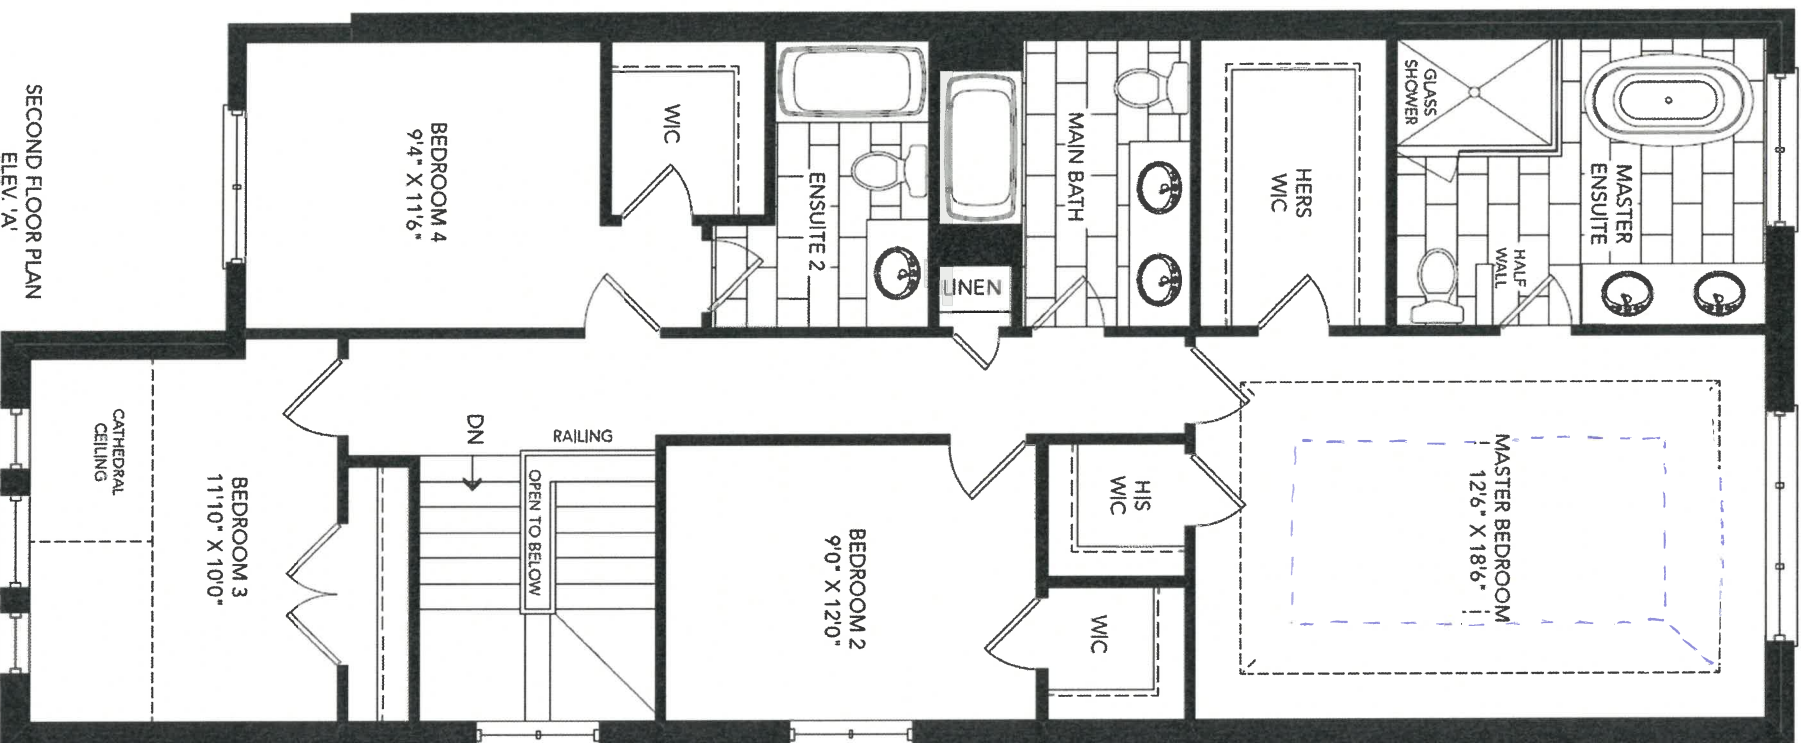 SECOND FLOOR PLAN
ELEV. 'A'
BEDROOM 4
9'4" X 11'6"
WIC
ENSUITE 2
LINEN
MAIN BATH
HERS
WIC
GLASS
SHOWER
MASTER
ENSUITE
HALF
WALL
CATHEDRAL
CEILING
BEDROOM 3
11'10" X 10'0"
DN
RAILING
OPEN TO BELOW
BEDROOM 2
9'0" X 12'0"
HIS
WIC
WIC
MASTER BEDROOM
12'6" X 18'6"